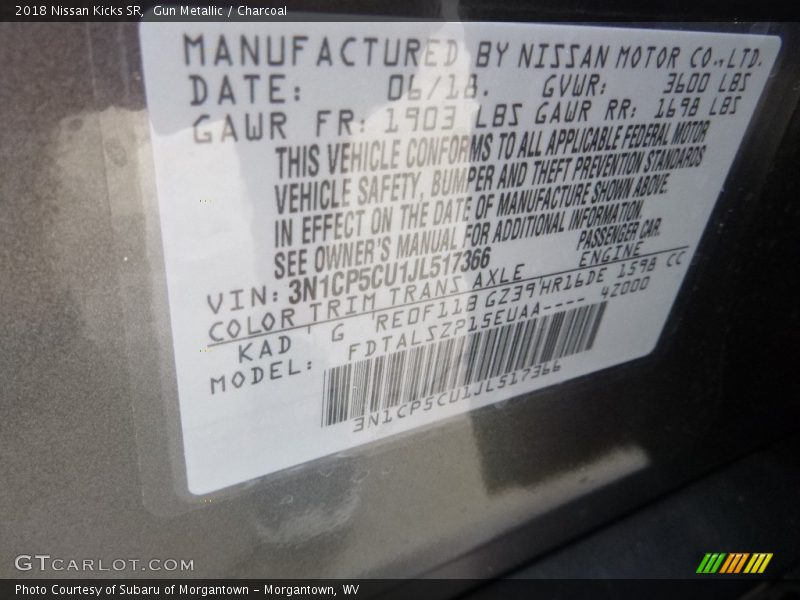 2018 Nissan Kicks SR,  Gun Metallic / Charcoal
MANUFACTURED BY NISSAN MOTOR CO.,LTD.
DATE: 06/18. GVWR: 3600 LBS
GAWR FR: 1903 LBS GAWR RR: 1698 LBS
THIS VEHICLE CONFORMS TO ALL APPLICABLE FEDERAL MOTOR
VEHICLE SAFETY, BUMPER AND THEFT PREVENTION STANDARDS
IN EFFECT ON THE DATE OF MANUFACTURE SHOWN ABOVE.
SEE OWNER'S MANUAL FOR ADDITIONAL INFORMATION.
PASSENGER CAR.
VIN: 3N1CP5CU1JL517366
COLOR TRIM TRANS AXLE ENGINE
KAD G RE0F11B GZ39 HR16DE 1598 CC
MODEL: FDTALSZP15EUAA---- 4Z000
3N1CP5CU1JL517366
GTCARLOT.COM
Photo Courtesy of Subaru of Morgantown - Morgantown, WV